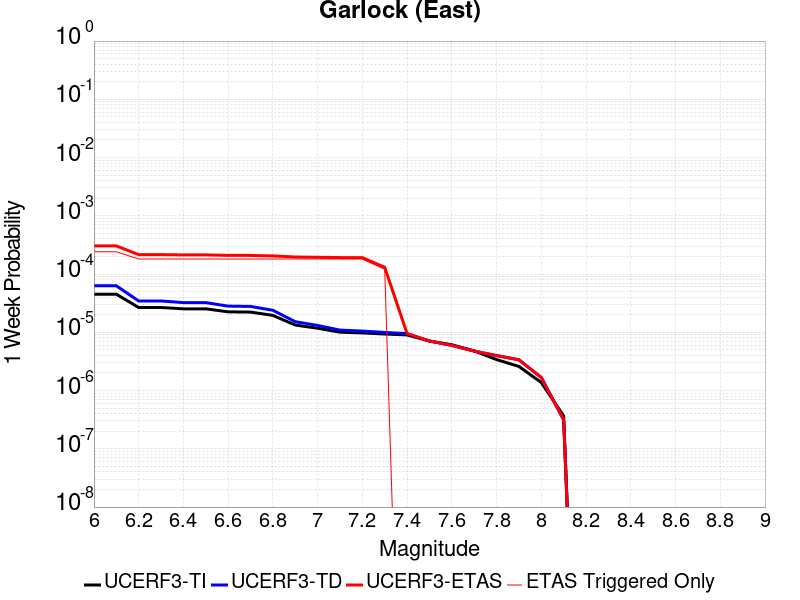 Garlock (East)
10 0
10 -1
10 -2
10 -3
10 -4
10 -5
10 -6
10 -7
10 -8
1 Week Probability
6 6.2 6.4 6.6 6.8 7 7.2 7.4 7.6 7.8 8 8.2 8.4 8.6 8.8 9
Magnitude
UCERF3-TI UCERF3-TD UCERF3-ETAS ETAS Triggered Only